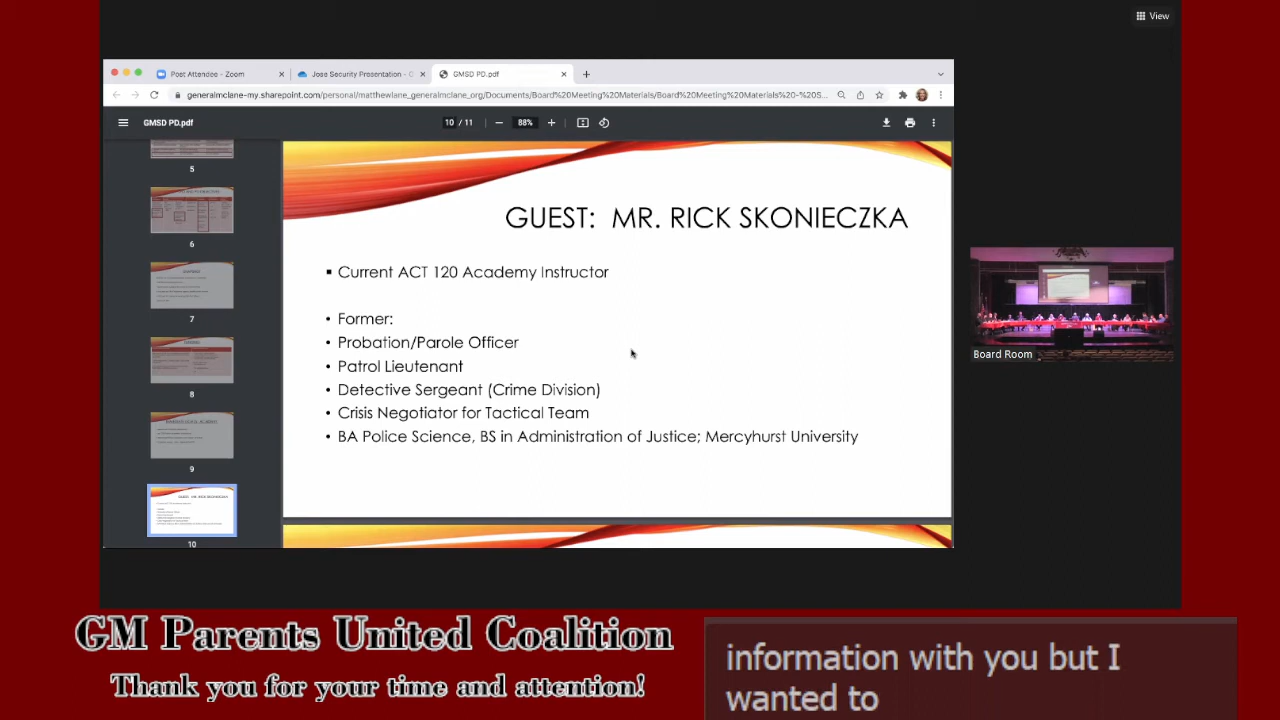 View
Post Attendee - Zoom
Joss Security Presentation - C
GMSD PD.pdf
generalmclane-my.sharepoint.com/personal/matthewlane_generalmclane_org/Documents/Board%20Meeting%20Materials/Board%20Meeting%20Materials%20-%20S...
GMSD PD.pdf
10 / 11
88%
5
6
7
8
9
10
GUEST: MR. RICK SKONIECZKA
▪ Current ACT 120 Academy Instructor
• Former:
• Probation/Parole Officer
• Patrol Lieutenant
• Detective Sergeant (Crime Division)
• Crisis Negotiator for Tactical Team
• BA Police Science, BS in Administration of Justice; Mercyhurst University
Board Room
GM Parents United Coalition
Thank you for your time and attention!
information with you but I
wanted to